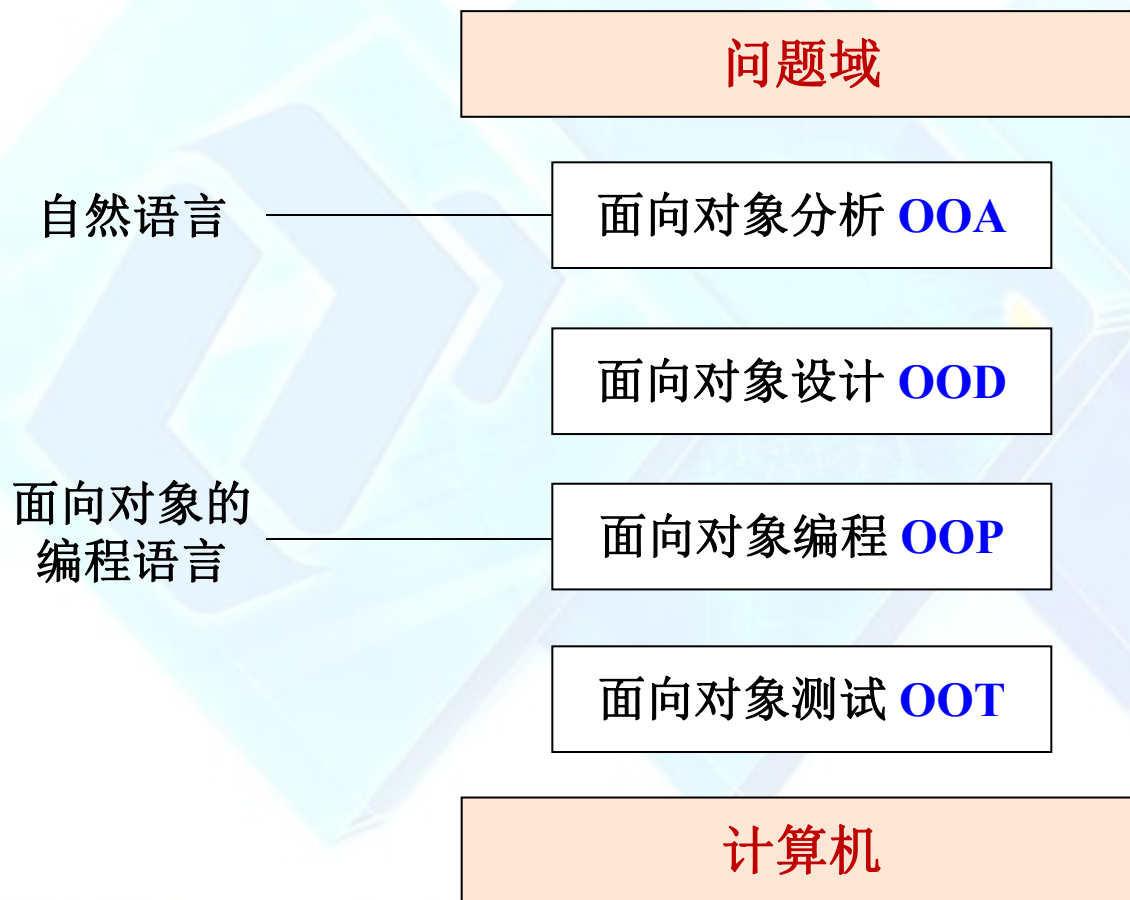 问题域
自然语言
面向对象分析 OOA
面向对象设计 OOD
面向对象的
编程语言
面向对象编程 OOP
面向对象测试 OOT
计算机